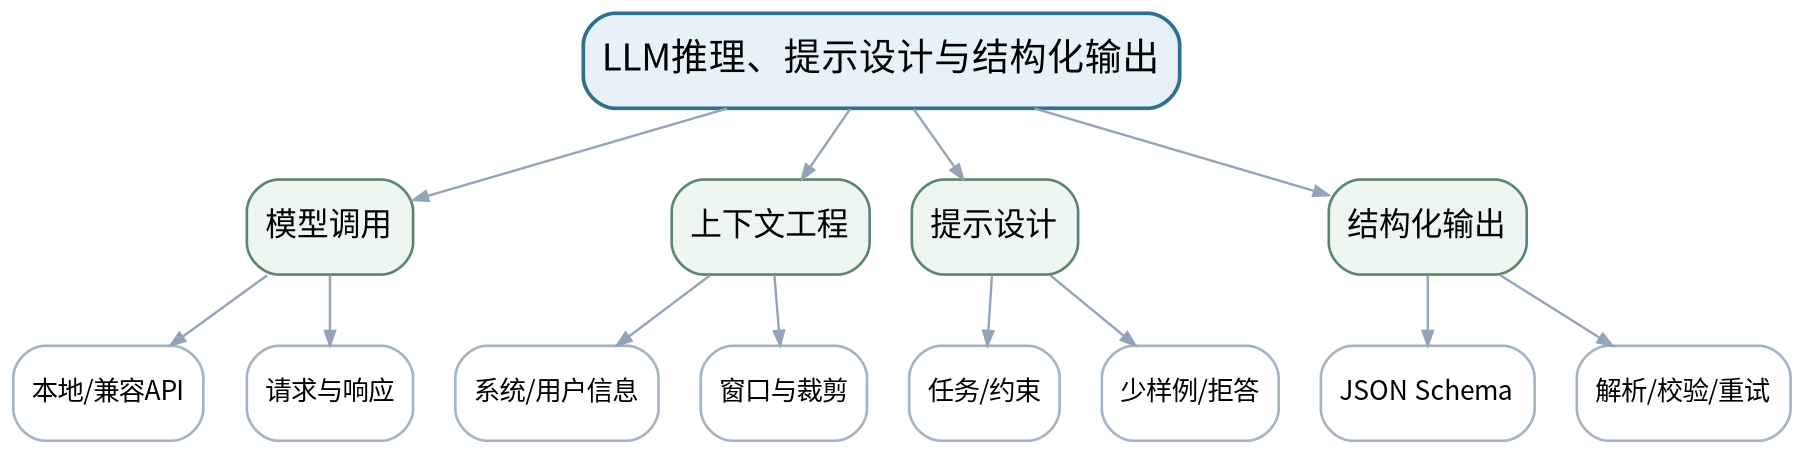 LLM推理、提示设计与结构化输出
模型调用
上下文工程
提示设计
结构化输出
本地/兼容API
请求与响应
系统/用户信息
窗口与裁剪
任务/约束
少样例/拒答
JSON Schema
解析/校验/重试